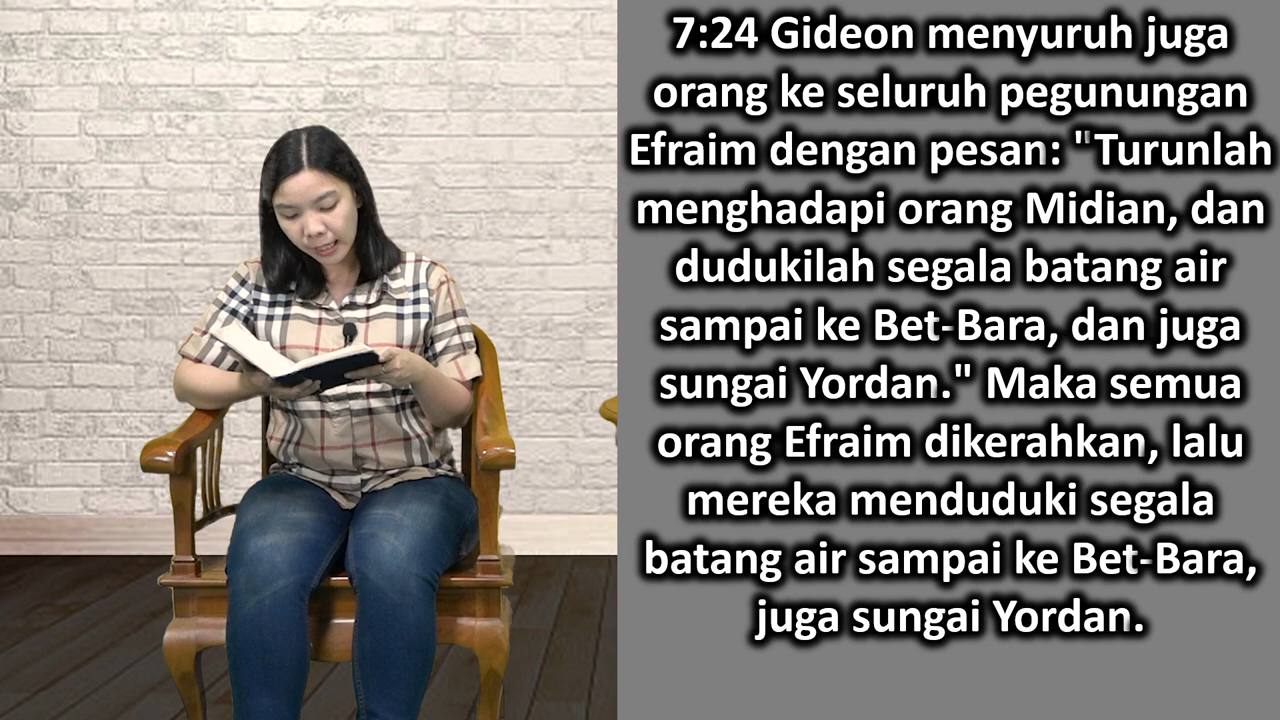 7:24 Gideon menyuruh juga
orang ke seluruh pegunungan
Efraim dengan pesan: "Turunlah
menghadapi orang Midian, dan
dudukilah segala batang air
sampai ke Bet-Bara, dan juga
sungai Yordan." Maka semua
orang Efraim dikerahkan, lalu
mereka menduduki segala
batang air sampai ke Bet-Bara,
juga sungai Yordan.